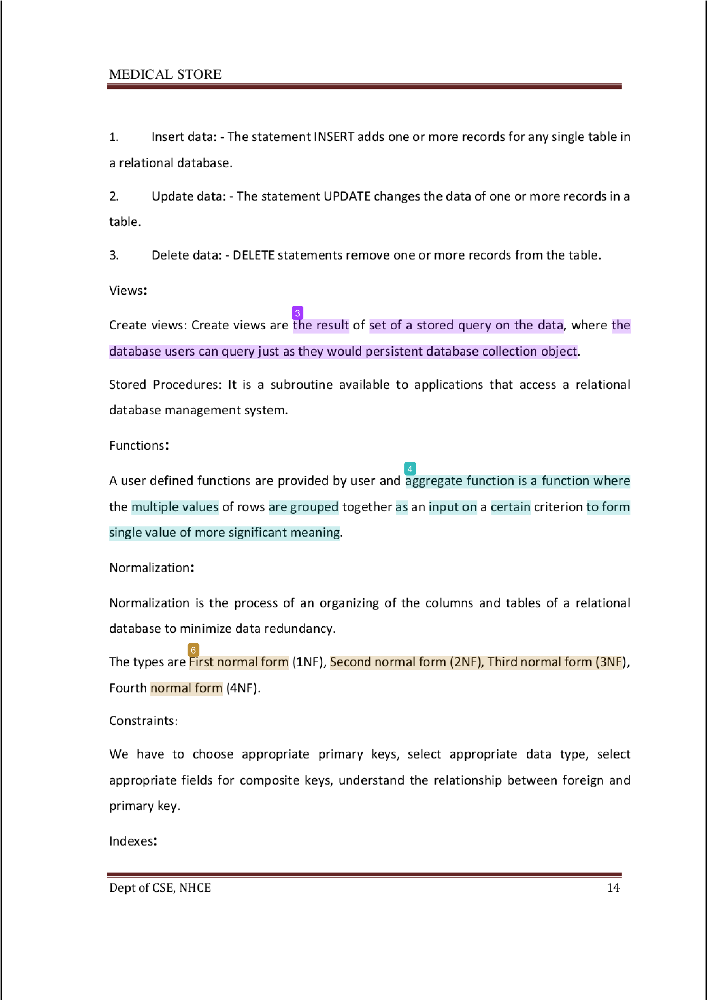 MEDICAL STORE
1. Insert data: - The statement INSERT adds one or more records for any single table in
a relational database.
2. Update data: - The statement UPDATE changes the data of one or more records in a
table.
3. Delete data: - DELETE statements remove one or more records from the table.
Views:
3
Create views: Create views are the result of set of a stored query on the data, where the
database users can query just as they would persistent database collection object.
Stored Procedures: It is a subroutine available to applications that access a relational
database management system.
Functions:
4
A user defined functions are provided by user and aggregate function is a function where
the multiple values of rows are grouped together as an input on a certain criterion to form
single value of more significant meaning.
Normalization:
Normalization is the process of an organizing of the columns and tables of a relational
database to minimize data redundancy.
6
The types are First normal form (1NF), Second normal form (2NF), Third normal form (3NF),
Fourth normal form (4NF).
Constraints:
We have to choose appropriate primary keys, select appropriate data type, select
appropriate fields for composite keys, understand the relationship between foreign and
primary key.
Indexes:
Dept of CSE, NHCE 14